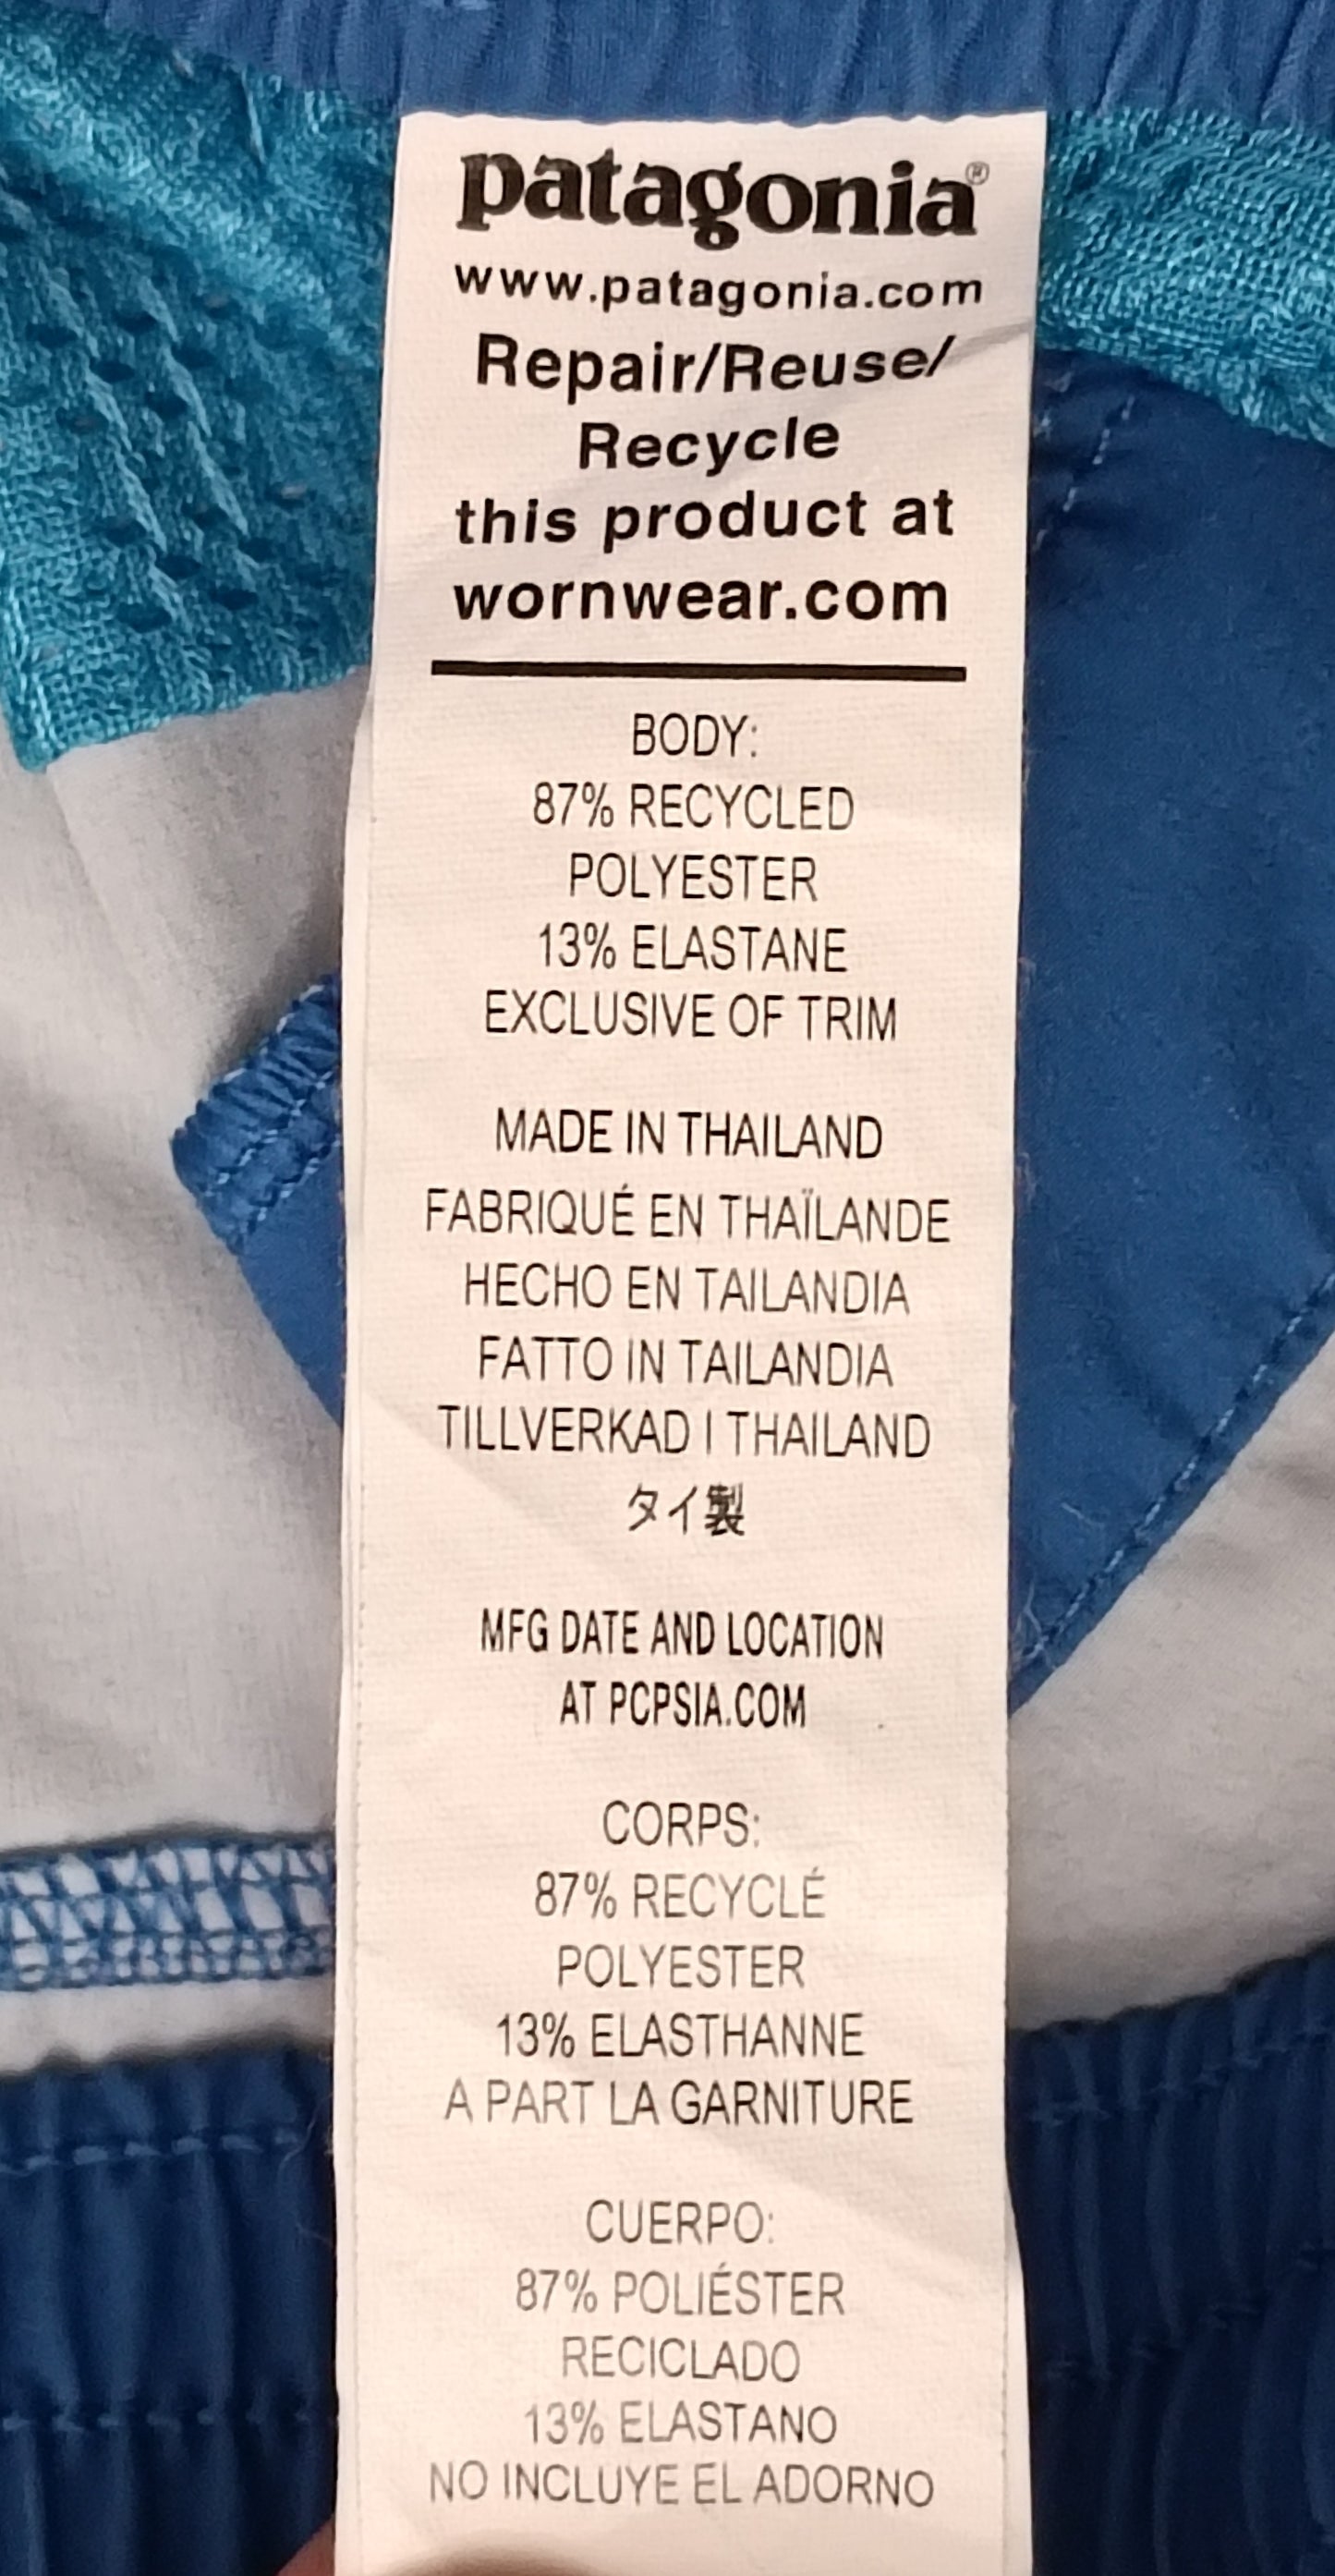 patagonia®
www.patagonia.com
Repair/Reuse/
Recycle
this product at
wornwear.com
BODY:
87% RECYCLED
POLYESTER
13% ELASTANE
EXCLUSIVE OF TRIM
MADE IN THAILAND
FABRIQUÉ EN THAÏLANDE
HECHO EN TAILANDIA
FATTO IN TAILANDIA
TILLVERKAD I THAILAND
タイ製
MFG DATE AND LOCATION
AT PCPSIA.COM
CORPS:
87% RECYCLÉ
POLYESTER
13% ELASTHANNE
A PART LA GARNITURE
CUERPO:
87% POLIÉSTER
RECICLADO
13% ELASTANO
NO INCLUYE EL ADORNO